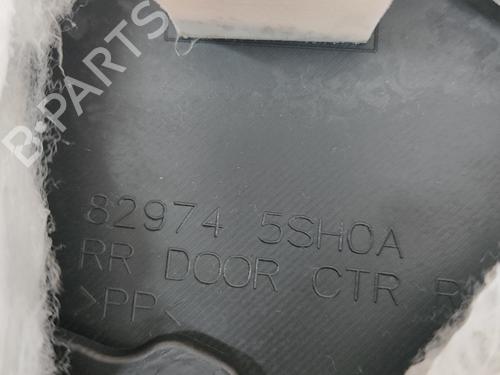 B-PARTS
82974 5SH0A
RR DOOR CTR
>PP<